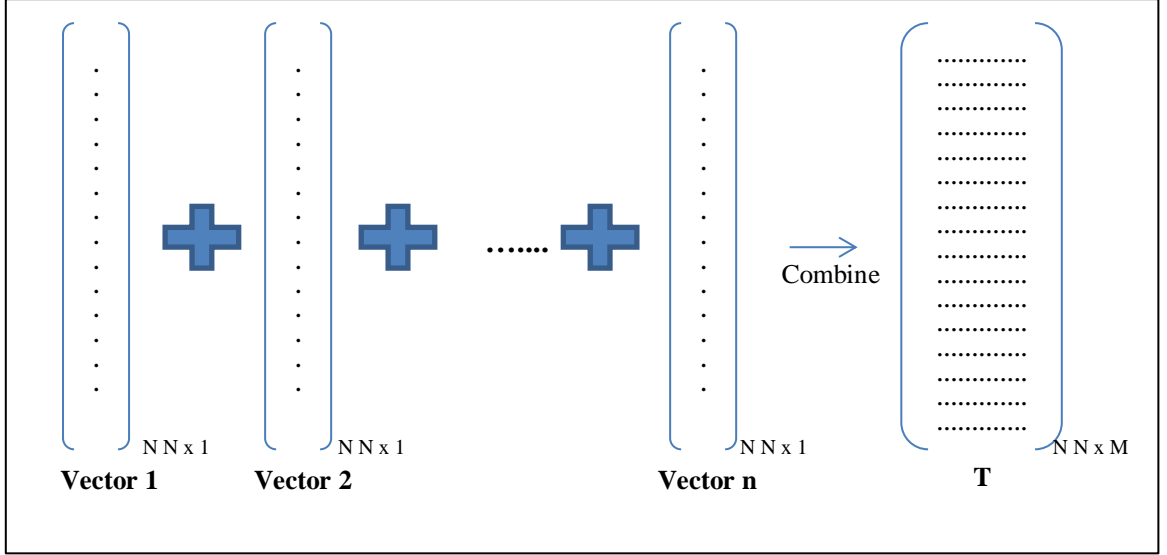 …....
Combine
N N x 1
N N x 1
N N x 1
N N x M
Vector 1
Vector 2
Vector n
T